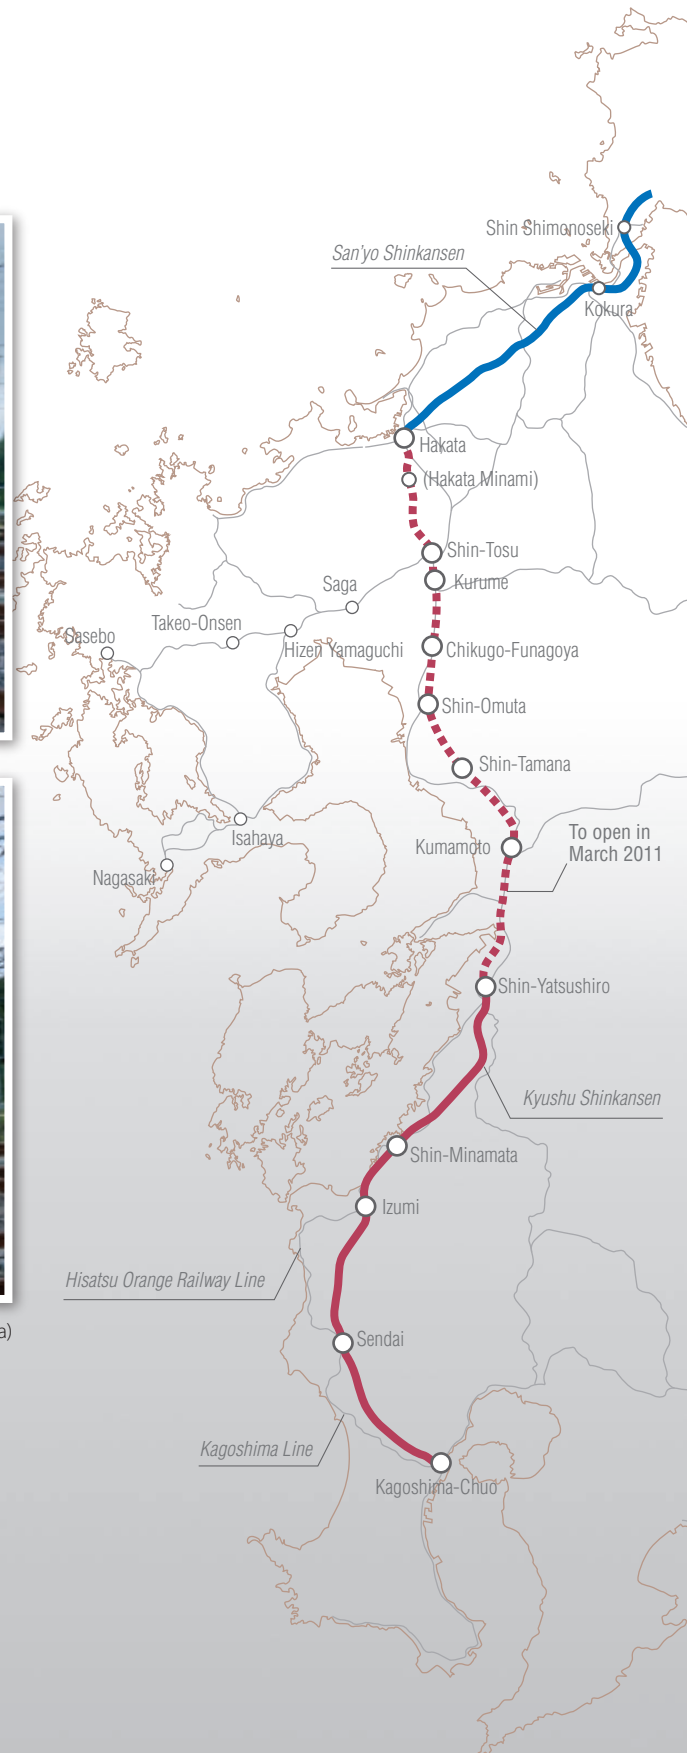 Shin Shimonoseki
San'yo Shinkansen
Kokura
Hakata
(Hakata Minami)
Shin-Tosu
Kurume
Saga
Takeo-Onsen
Sasebo
Hizen Yamaguchi
Chikugo-Funagoya
Shin-Omuta
Shin-Tamana
Isahaya
Kumamoto
To open in
March 2011
Nagasaki
Shin-Yatsushiro
Kyushu Shinkansen
Shin-Minamata
Izumi
Hisatsu Orange Railway Line
a)
Sendai
Kagoshima Line
Kagoshima-Chuo